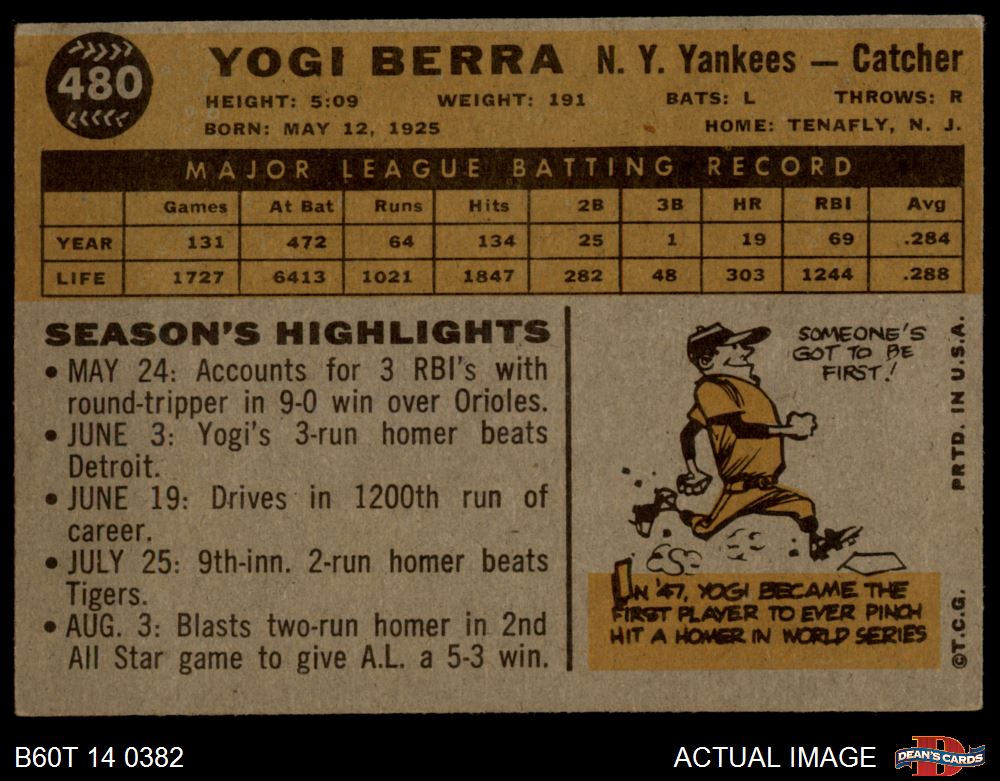 480
YOGI BERRA N. Y. Yankees — Catcher
HEIGHT: 5:09 WEIGHT: 191 BATS: L THROWS: R
BORN: MAY 12, 1925 HOME: TENAFLY, N. J.
MAJOR LEAGUE BATTING RECORD
Games At Bat Runs Hits 2B 3B HR RBI Avg
YEAR 131 472 64 134 25 1 19 69 .284
LIFE 1727 6413 1021 1847 282 48 303 1244 .288
SEASON'S HIGHLIGHTS
• MAY 24: Accounts for 3 RBI's with
round-tripper in 9-0 win over Orioles.
• JUNE 3: Yogi's 3-run homer beats
Detroit.
• JUNE 19: Drives in 1200th run of
career.
• JULY 25: 9th-inn. 2-run homer beats
Tigers.
• AUG. 3: Blasts two-run homer in 2nd
All Star game to give A.L. a 5-3 win.
SOMEONE'S
GOT TO BE
FIRST!
IN '47, YOGI BECAME THE
FIRST PLAYER TO EVER PINCH
HIT A HOMER IN WORLD SERIES
©T.C.G. PRTD. IN U.S.A.
B60T 14 0382 ACTUAL IMAGE
D
DEAN'S CARDS